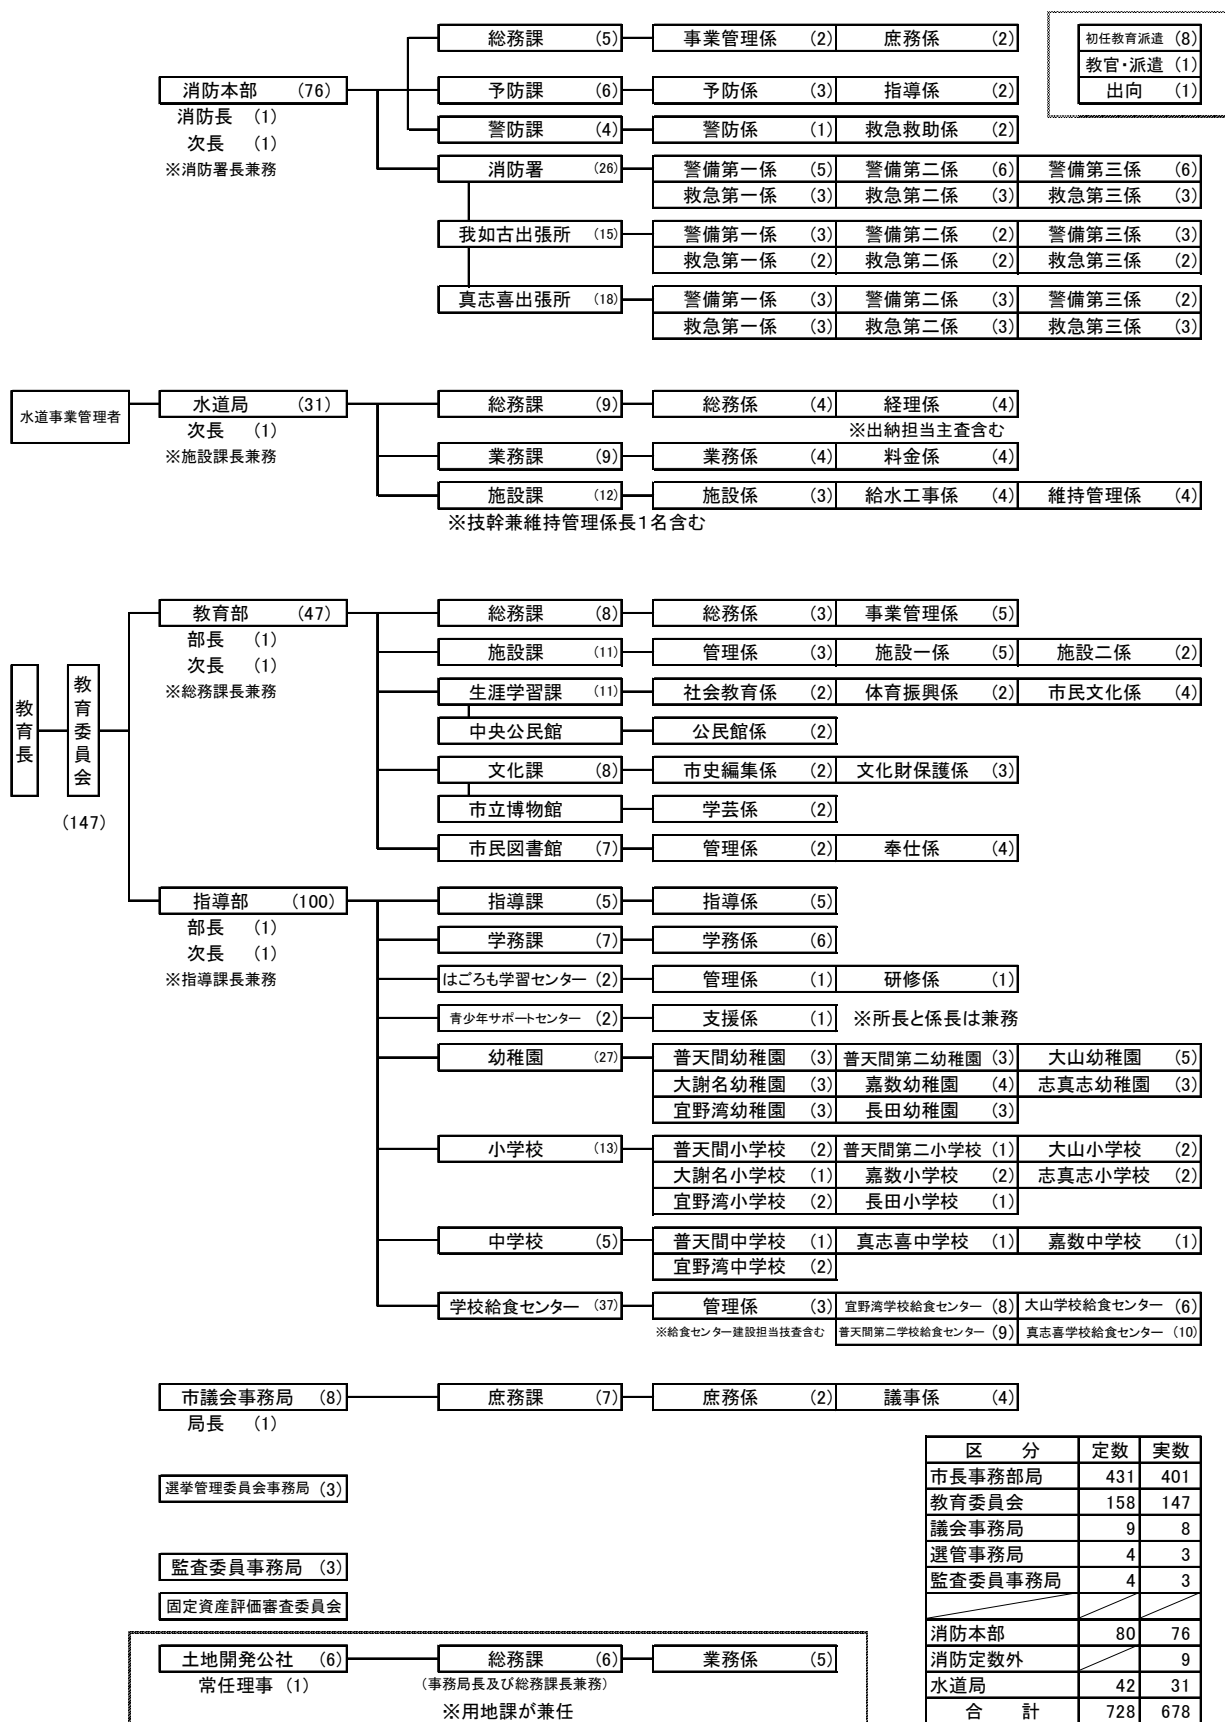 総務課 (5) 事業管理係 (2) 庶務係 (2) 初任教育派遣 (8)
教官・派遣 (1)
消防本部 (76) 予防課 (6) 予防係 (3) 指導係 (2) 出向 (1)
消防長 (1)
警防課 (4) 警防係 (1) 救急救助係 (2)
次長 (1)
※消防署長兼務 消防署 (26) 警備第一係 (5) 警備第二係 (6) 警備第三係 (6)
救急第一係 (3) 救急第二係 (3) 救急第三係 (3)
我如古出張所 (15) 警備第一係 (3) 警備第二係 (2) 警備第三係 (3)
救急第一係 (2) 救急第二係 (2) 救急第三係 (2)
真志喜出張所 (18) 警備第一係 (3) 警備第二係 (3) 警備第三係 (2)
救急第一係 (3) 救急第二係 (3) 救急第三係 (3)
水道事業管理者 水道局 (31) 総務課 (9) 総務係 (4) 経理係 (4)
次長 (1) ※出納担当主査含む
※施設課長兼務 業務課 (9) 業務係 (4) 料金係 (4)
施設課 (12) 施設係 (3) 給水工事係 (4) 維持管理係 (4)
※技幹兼維持管理係長1名含む
教育部 (47) 総務課 (8) 総務係 (3) 事業管理係 (5)
部長 (1)
次長 (1) 施設課 (11) 管理係 (3) 施設一係 (5) 施設二係 (2)
※総務課長兼務 生涯学習課 (11) 社会教育係 (2) 体育振興係 (2) 市民文化係 (4)
教育長 教育委員会 中央公民館 公民館係 (2)
文化課 (8) 市史編集係 (2) 文化財保護係 (3)
市立博物館 学芸係 (2)
(147)
市民図書館 (7) 管理係 (2) 奉仕係 (4)
指導部 (100) 指導課 (5) 指導係 (5)
部長 (1)
次長 (1) 学務課 (7) 学務係 (6)
※指導課長兼務 はごろも学習センター (2) 管理係 (1) 研修係 (1)
青少年サポートセンター (2) 支援係 (1) ※所長と係長は兼務
幼稚園 (27) 普天間幼稚園 (3) 普天間第二幼稚園 (3) 大山幼稚園 (5)
大謝名幼稚園 (3) 嘉数幼稚園 (4) 志真志幼稚園 (3)
宜野湾幼稚園 (3) 長田幼稚園 (3)
小学校 (13) 普天間小学校 (2) 普天間第二小学校 (1) 大山小学校 (2)
大謝名小学校 (1) 嘉数小学校 (2) 志真志小学校 (2)
宜野湾小学校 (2) 長田小学校 (1)
中学校 (5) 普天間中学校 (1) 真志喜中学校 (1) 嘉数中学校 (1)
宜野湾中学校 (2)
学校給食センター (37) 管理係 (3) 宜野湾学校給食センター (8) 大山学校給食センター (6)
※給食センター建設担当技査含む 普天間第二学校給食センター (9) 真志喜学校給食センター (10)
市議会事務局 (8) 庶務課 (7) 庶務係 (2) 議事係 (4)
局長 (1)
選挙管理委員会事務局 (3)
監査委員事務局 (3)
固定資産評価審査委員会
土地開発公社 (6) 総務課 (6) 業務係 (5)
常任理事 (1) (事務局長及び総務課長兼務)
※用地課が兼任
区 分 定数 実数
市長事務部局 431 401
教育委員会 158 147
議会事務局 9 8
選管事務局 4 3
監査委員事務局 4 3
消防本部 80 76
消防定数外 9
水道局 42 31
合 計 728 678